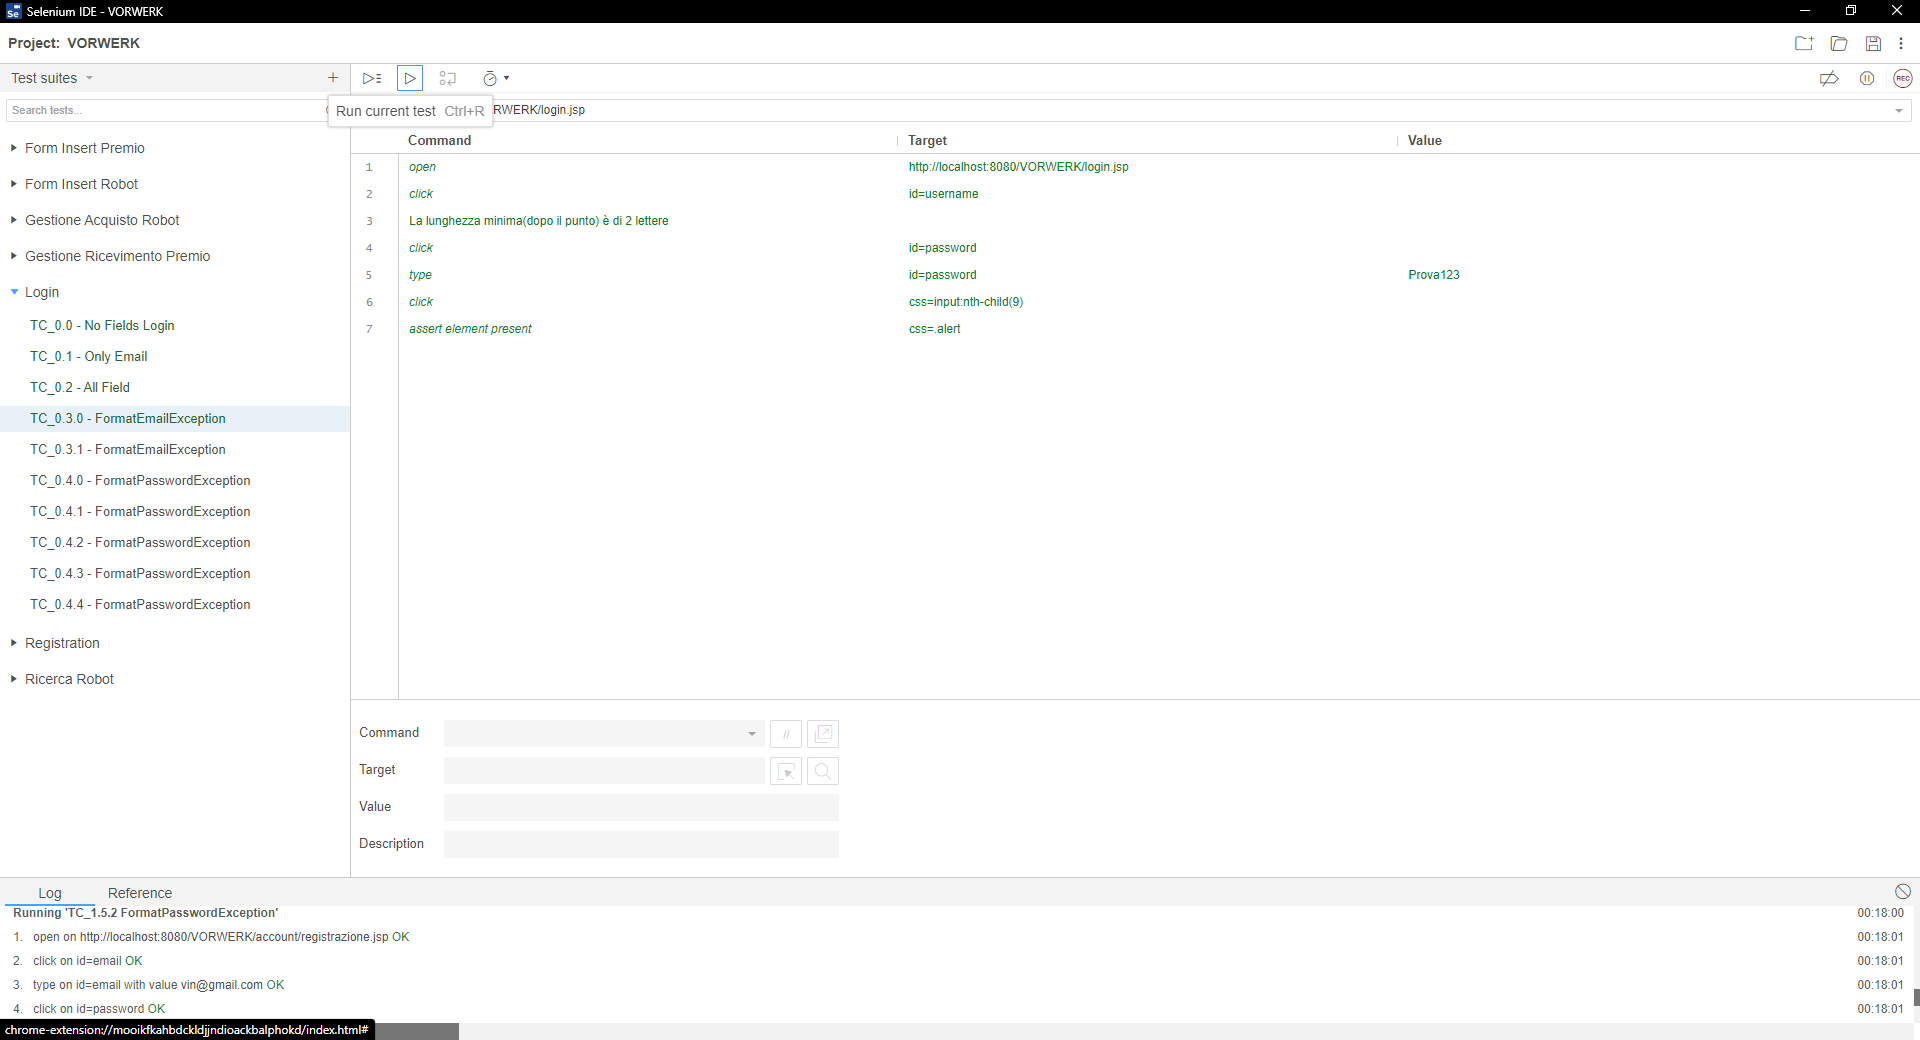 Selenium IDE - VORWERK
Project: VORWERK
Test suites
REC
Search tests...
Run current test Ctrl+R
RWERK/login.jsp
Command Target Value
1 open http://localhost:8080/VORWERK/login.jsp
2 click id=username
3 La lunghezza minima(dopo il punto) è di 2 lettere
4 click id=password
5 type id=password Prova123
6 click css=input:nth-child(9)
7 assert element present css=.alert
Form Insert Premio
Form Insert Robot
Gestione Acquisto Robot
Gestione Ricevimento Premio
Login
TC_0.0 - No Fields Login
TC_0.1 - Only Email
TC_0.2 - All Field
TC_0.3.0 - FormatEmailException
TC_0.3.1 - FormatEmailException
TC_0.4.0 - FormatPasswordException
TC_0.4.1 - FormatPasswordException
TC_0.4.2 - FormatPasswordException
TC_0.4.3 - FormatPasswordException
TC_0.4.4 - FormatPasswordException
Registration
Ricerca Robot
Command //
Target
Value
Description
Log Reference
Running 'TC_1.5.2 FormatPasswordException' 00:18:00
1. open on http://localhost:8080/VORWERK/account/registrazione.jsp OK 00:18:01
2. click on id=email OK 00:18:01
3. type on id=email with value vin@gmail.com OK 00:18:01
4. click on id=password OK 00:18:01
chrome-extension://mooikfkahbdckldjjndioackbalphokd/index.html#